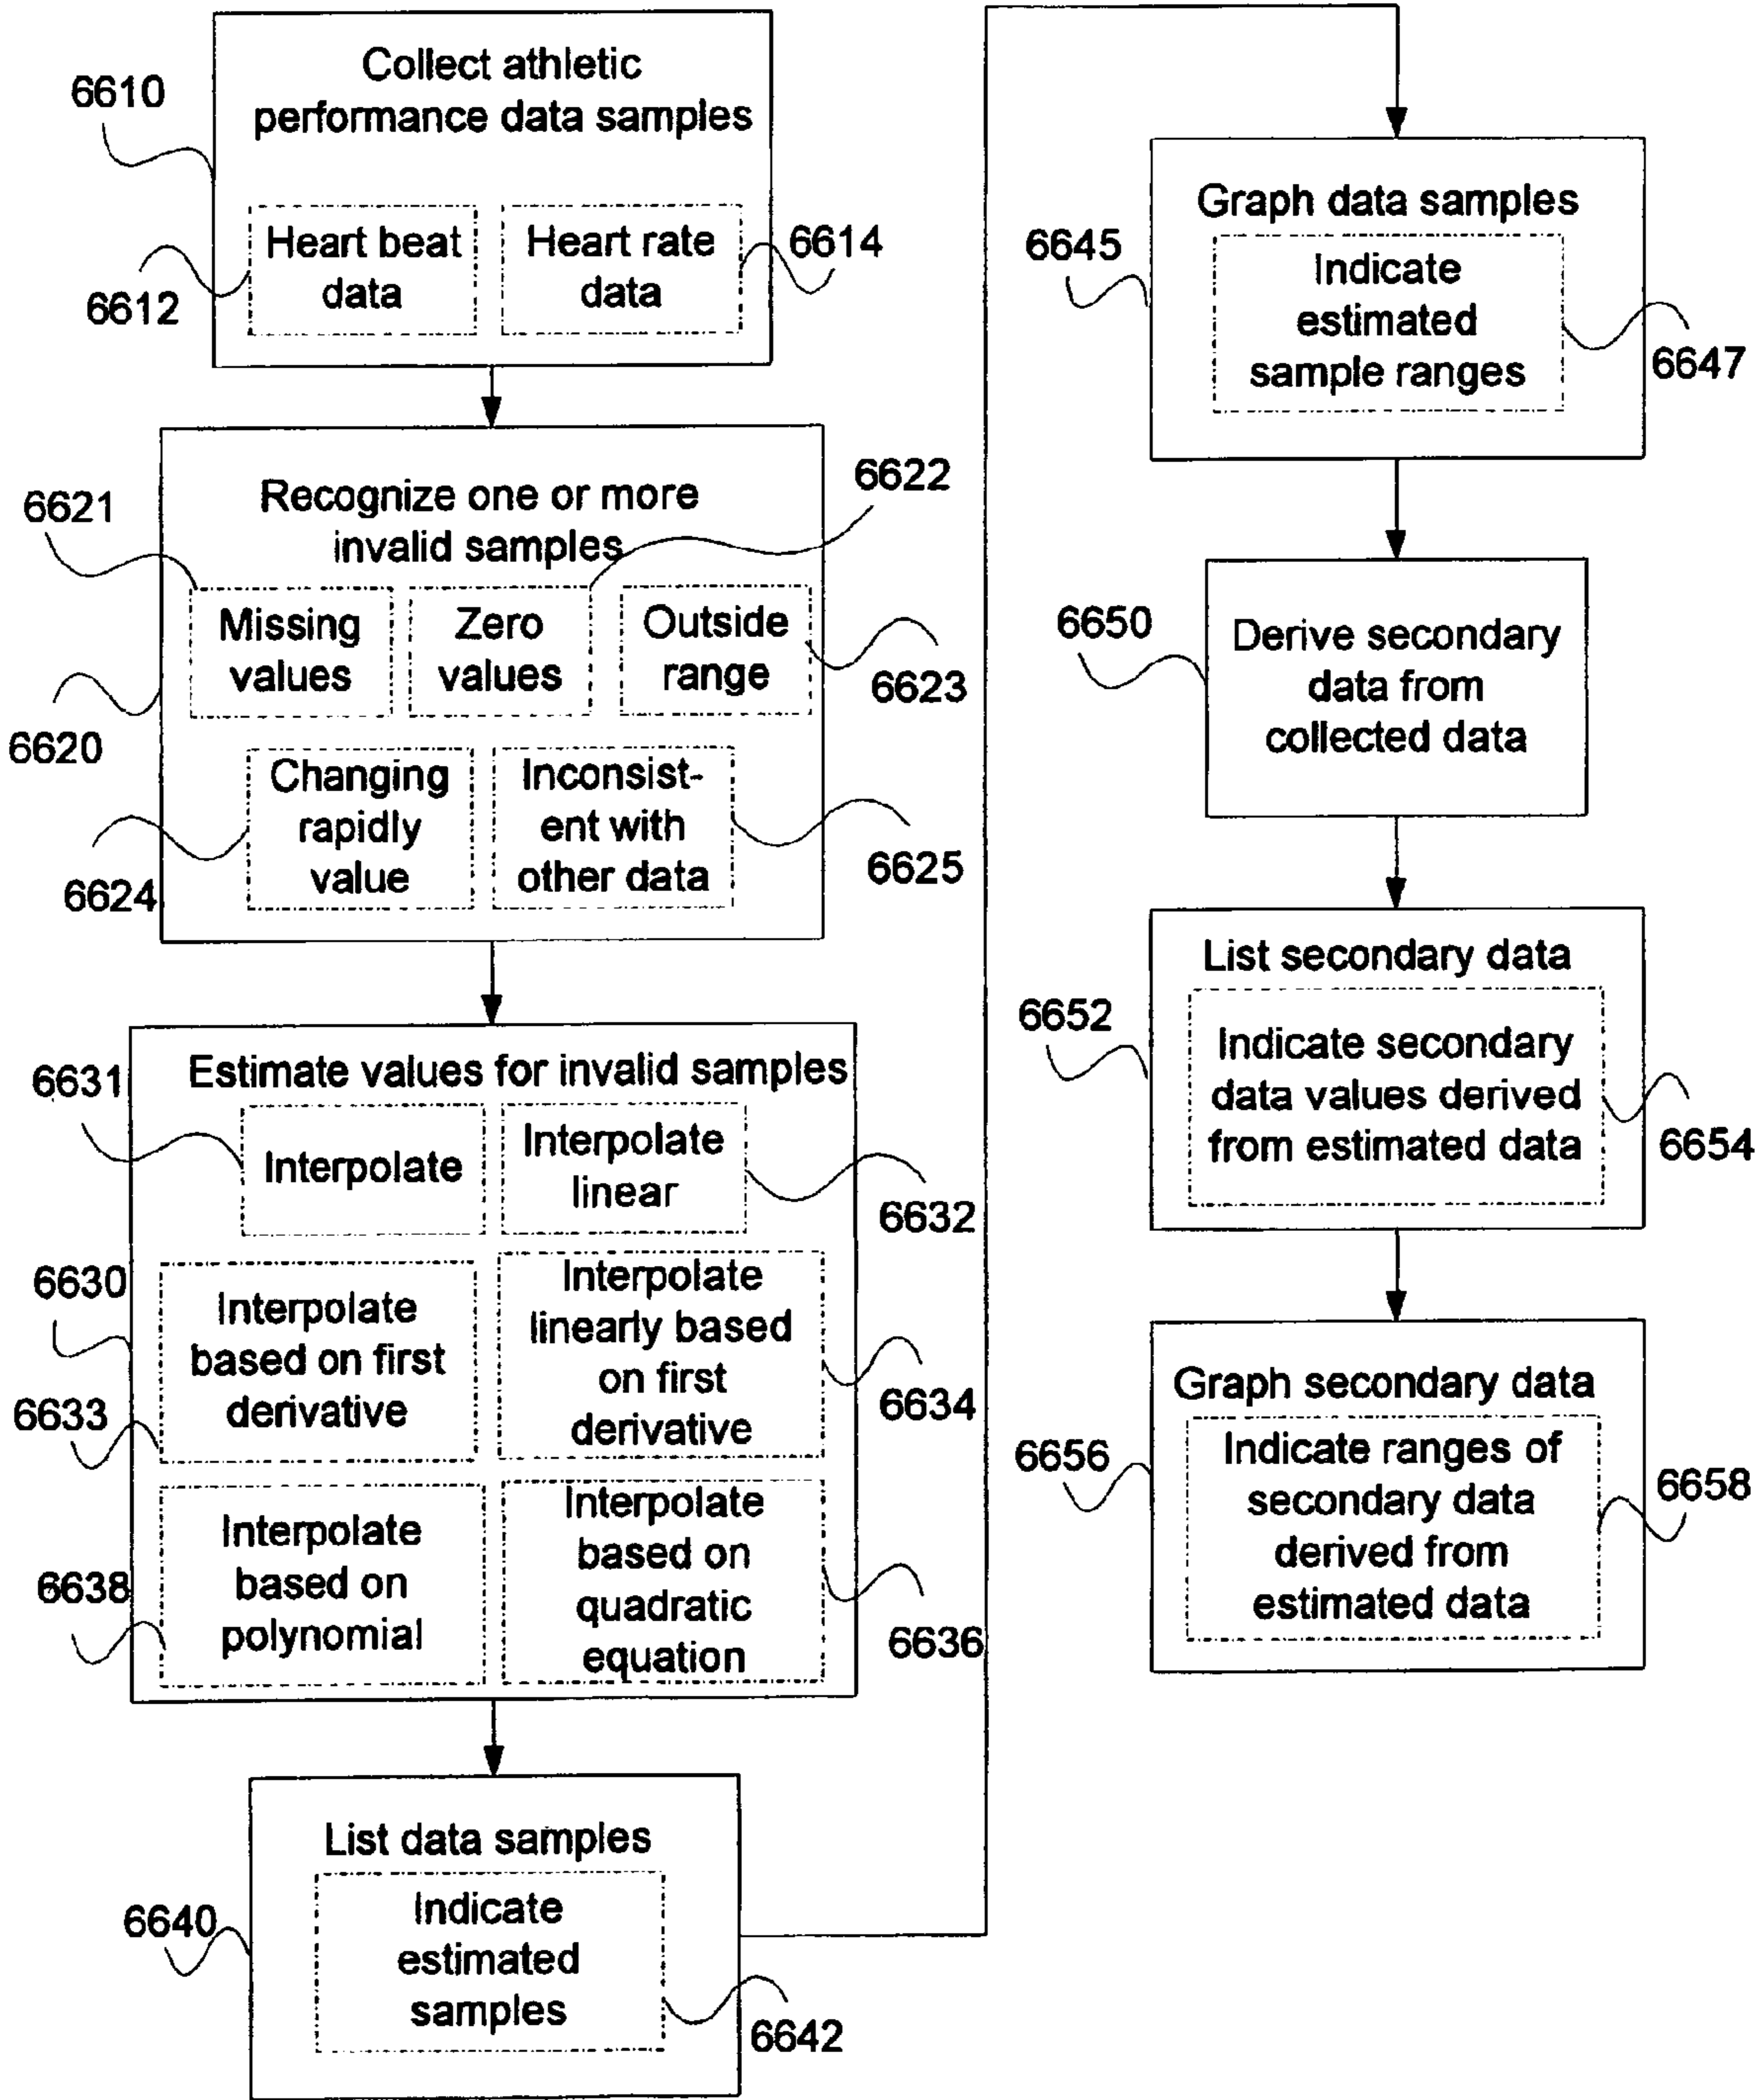 Collect athletic
performance data samples
6610
Heart beat
data
Heart rate
data
6614
6612
Recognize one or more
invalid samples
6622
6621
Missing
values
Zero
values
Outside
range
6623
6620
Changing
rapidly
value
Inconsist-
ent with
other data
6625
6624
Estimate values for invalid samples
6631
Interpolate
Interpolate
linear
6632
6630
Interpolate
based on first
derivative
Interpolate
linearly based
on first
derivative
6633
6634
Interpolate
based on
polynomial
Interpolate
based on
quadratic
equation
6638
6636
List data samples
Indicate
estimated
samples
6640
6642
Graph data samples
6645
Indicate
estimated
sample ranges
6647
6650
Derive secondary
data from
collected data
List secondary data
6652
Indicate secondary
data values derived
from estimated data
6654
Graph secondary data
6656
Indicate ranges of
secondary data
derived from
estimated data
6658